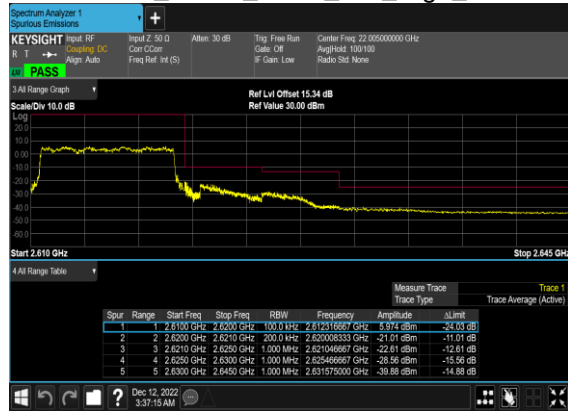 Spectrum Analyzer 1
Spurious Emissions
+
KEYSIGHT Input: RF Input Z: 50 Ω Atten: 30 dB Trig: Free Run Center Freq: 22.005000000 GHz
R T Coupling: DC Corr CCorr Gate: Off Avg|Hold: 100/100
Align: Auto Freq Ref: Int (S) IF Gain: Low Radio Std: None
PASS
3 All Range Graph
Ref Lvl Offset 15.34 dB
Scale/Div 10.0 dB Ref Value 30.00 dBm
Log
20.0
10.0
0.00
-10.0
-20.0
-30.0
-40.0
-50.0
-60.0
Start 2.610 GHz Stop 2.645 GHz
4 All Range Table
Measure Trace Trace 1
Trace Type Trace Average (Active)
Spur Range Start Freq Stop Freq RBW Frequency Amplitude ΔLimit
1 1 2.6100 GHz 2.6200 GHz 100.0 kHz 2.612316667 GHz 5.974 dBm -24.03 dB
2 2 2.6200 GHz 2.6210 GHz 200.0 kHz 2.620008333 GHz -21.01 dBm -11.01 dB
3 3 2.6210 GHz 2.6250 GHz 1.000 MHz 2.621046667 GHz -22.61 dBm -12.61 dB
4 4 2.6250 GHz 2.6300 GHz 1.000 MHz 2.625466667 GHz -28.56 dBm -15.56 dB
5 5 2.6300 GHz 2.6450 GHz 1.000 MHz 2.631575000 GHz -39.88 dBm -14.88 dB
? Dec 12, 2022
3:37:15 AM